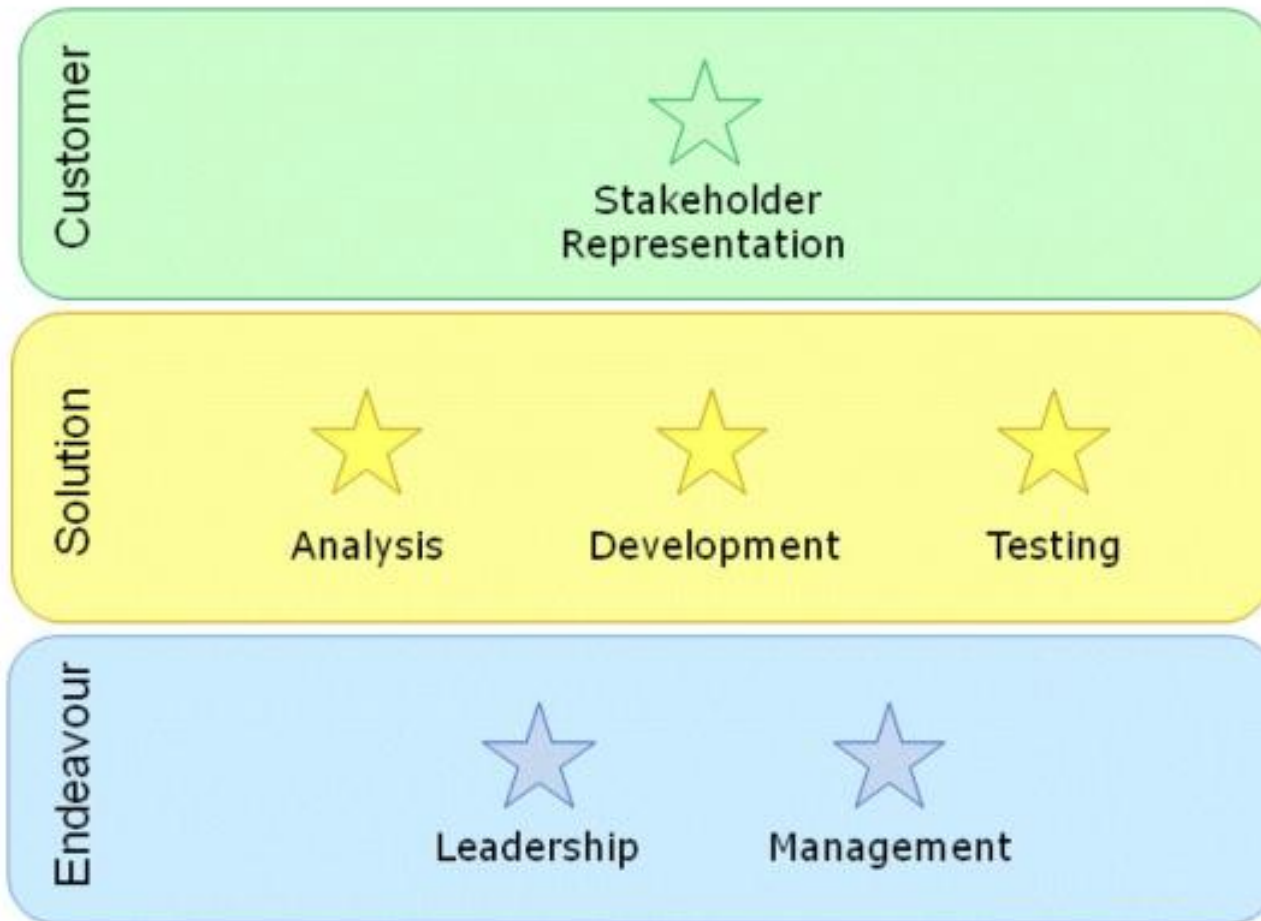 Customer
Stakeholder
Representation
Solution
Analysis Development Testing
Endeavour
Leadership Management